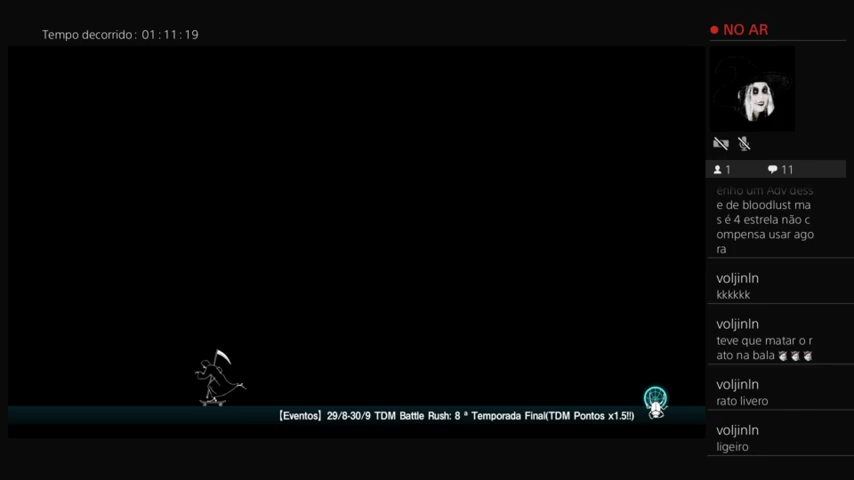 Tempo decorrido: 01:11:19
NO AR
1
11
enho um Adv dess
e de bloodlust ma
s é 4 estrela não c
ompensa usar ago
ra
voljinln
kkkkkk
voljinln
teve que matar o r
ato na bala
voljinln
rato livero
voljinln
ligeiro
【Eventos】29/8-30/9 TDM Battle Rush: 8 ª Temporada Final(TDM Pontos x1.5!!)